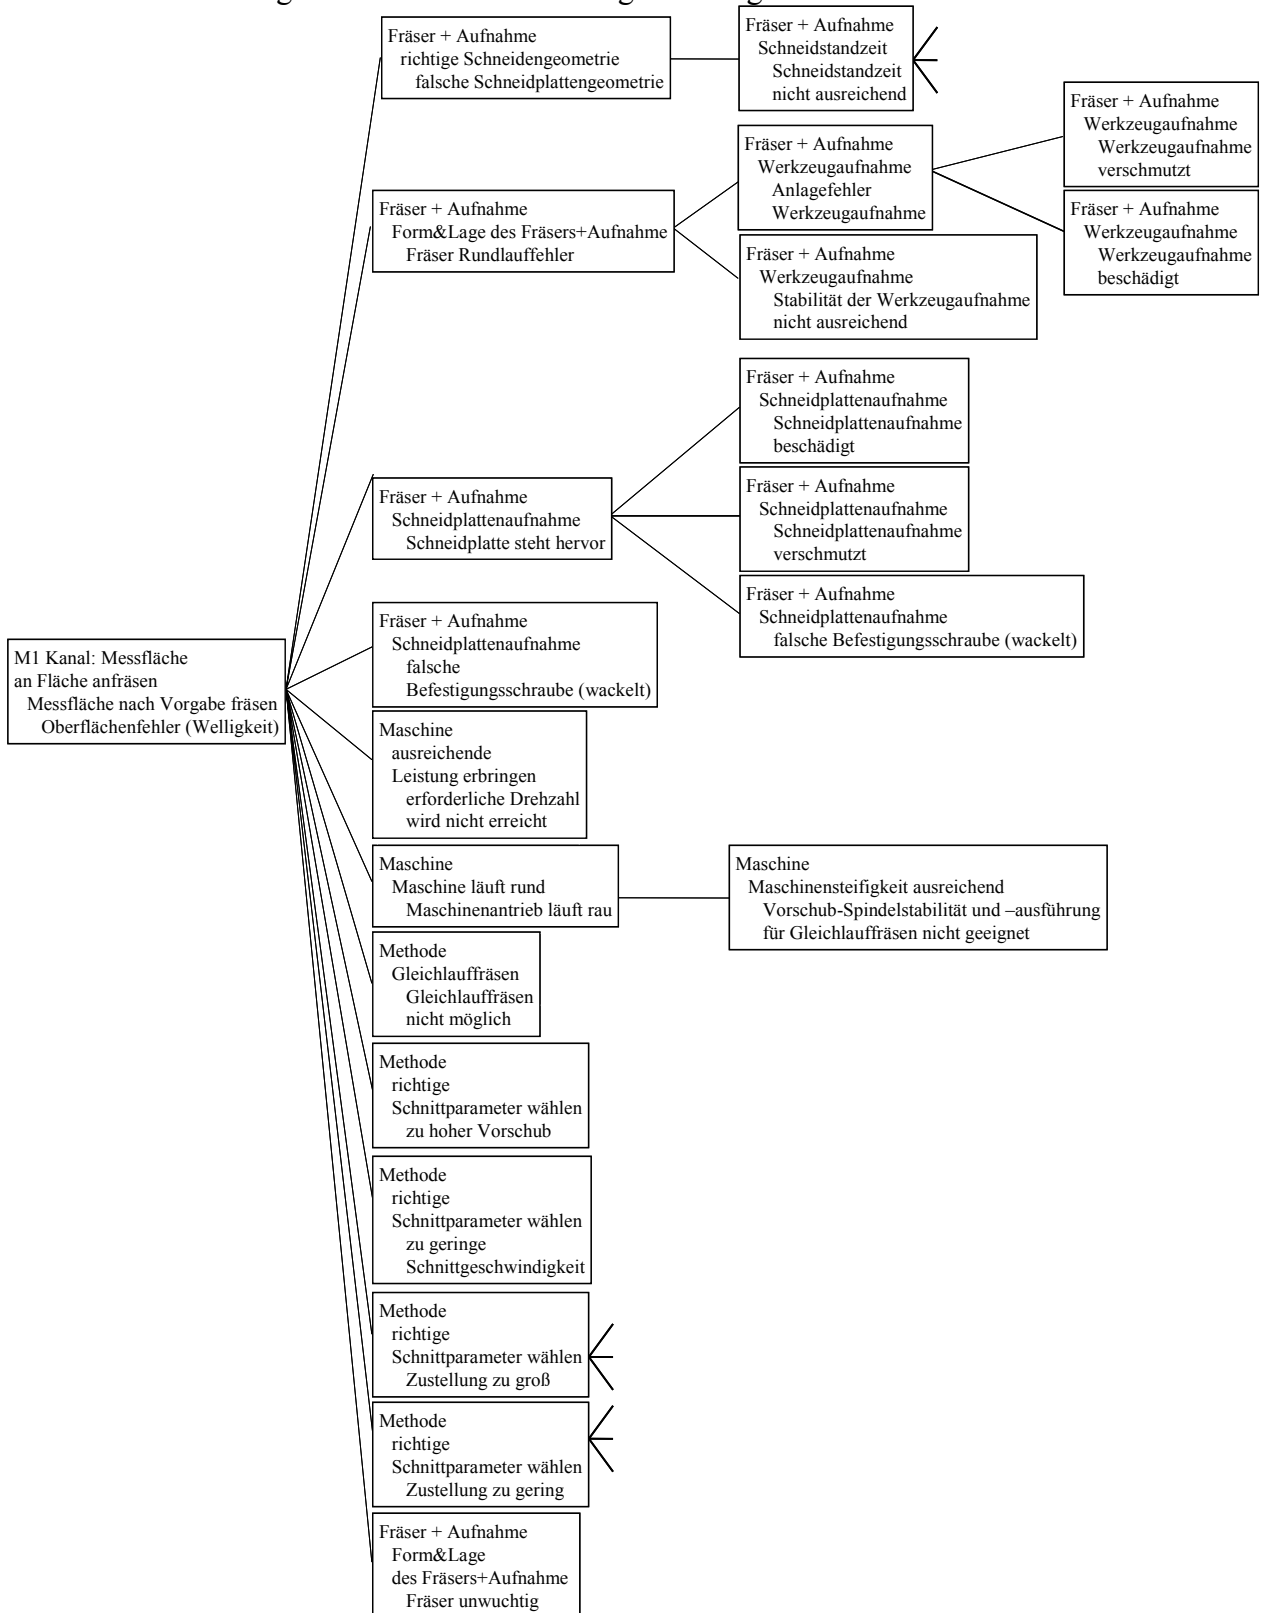 Fräser + Aufnahme
richtige Schneidengeometrie
falsche Schneidplattengeometrie
Fräser + Aufnahme
Schneidstandzeit
Schneidstandzeit
nicht ausreichend
Fräser + Aufnahme
Form&Lage des Fräsers+Aufnahme
Fräser Rundlauffehler
Fräser + Aufnahme
Werkzeugaufnahme
Anlagefehler
Werkzeugaufnahme
Fräser + Aufnahme
Werkzeugaufnahme
Werkzeugaufnahme
verschmutzt
Fräser + Aufnahme
Werkzeugaufnahme
Werkzeugaufnahme
beschädigt
Fräser + Aufnahme
Werkzeugaufnahme
Stabilität der Werkzeugaufnahme
nicht ausreichend
Fräser + Aufnahme
Schneidplattenaufnahme
Schneidplatte steht hervor
Fräser + Aufnahme
Schneidplattenaufnahme
Schneidplattenaufnahme
beschädigt
Fräser + Aufnahme
Schneidplattenaufnahme
Schneidplattenaufnahme
verschmutzt
Fräser + Aufnahme
Schneidplattenaufnahme
falsche Befestigungsschraube (wackelt)
M1 Kanal: Messfläche
an Fläche anfräsen
Messfläche nach Vorgabe fräsen
Oberflächenfehler (Welligkeit)
Fräser + Aufnahme
Schneidplattenaufnahme
falsche
Befestigungsschraube (wackelt)
Maschine
ausreichende
Leistung erbringen
erforderliche Drehzahl
wird nicht erreicht
Maschine
Maschine läuft rund
Maschinenantrieb läuft rau
Maschine
Maschinensteifigkeit ausreichend
Vorschub-Spindelstabilität und –ausführung
für Gleichlauffräsen nicht geeignet
Methode
Gleichlauffräsen
Gleichlauffräsen
nicht möglich
Methode
richtige
Schnittparameter wählen
zu hoher Vorschub
Methode
richtige
Schnittparameter wählen
zu geringe
Schnittgeschwindigkeit
Methode
richtige
Schnittparameter wählen
Zustellung zu groß
Methode
richtige
Schnittparameter wählen
Zustellung zu gering
Fräser + Aufnahme
Form&Lage
des Fräsers+Aufnahme
Fräser unwuchtig